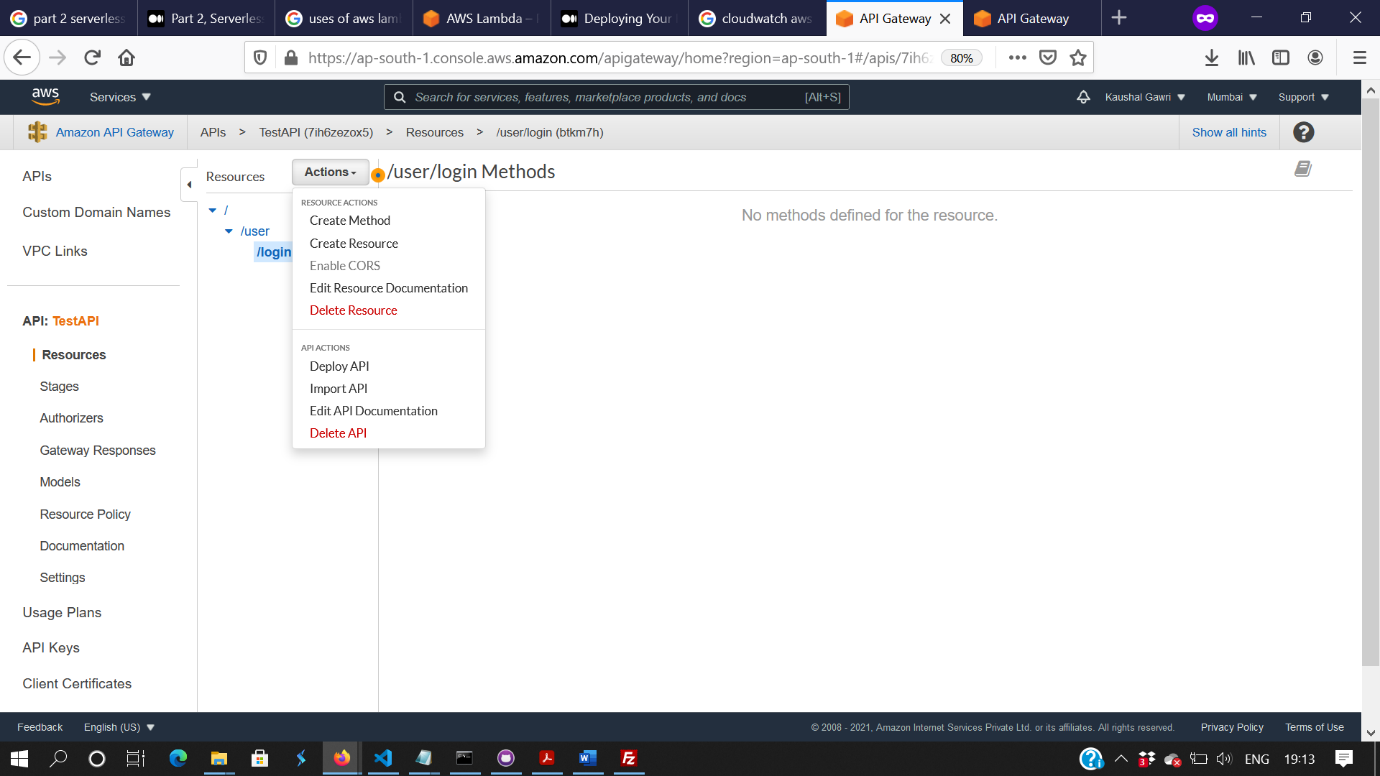 part 2 serverless
Part 2, Serverles
uses of aws lam
AWS Lambda –
Deploying Your
cloudwatch aws
API Gateway
API Gateway
https://ap-south-1.console.aws.amazon.com/apigateway/home?region=ap-south-1#/apis/7ih6z
80%
aws
Services
Search for services, features, marketplace products, and docs
[Alt+S]
Kaushal Gawri
Mumbai
Support
Amazon API Gateway
APIs > TestAPI (7ih6zezox5) > Resources > /user/login (btkm7h)
Show all hints
?
APIs
Custom Domain Names
VPC Links
API: TestAPI
Resources
Stages
Authorizers
Gateway Responses
Models
Resource Policy
Documentation
Settings
Usage Plans
API Keys
Client Certificates
Resources
Actions
/
/user
/login
RESOURCE ACTIONS
Create Method
Create Resource
Enable CORS
Edit Resource Documentation
Delete Resource
API ACTIONS
Deploy API
Import API
Edit API Documentation
Delete API
/user/login Methods
No methods defined for the resource.
Feedback
English (US)
© 2008 - 2021, Amazon Internet Services Private Ltd. or its affiliates. All rights reserved.
Privacy Policy
Terms of Use
3
ENG
19:13